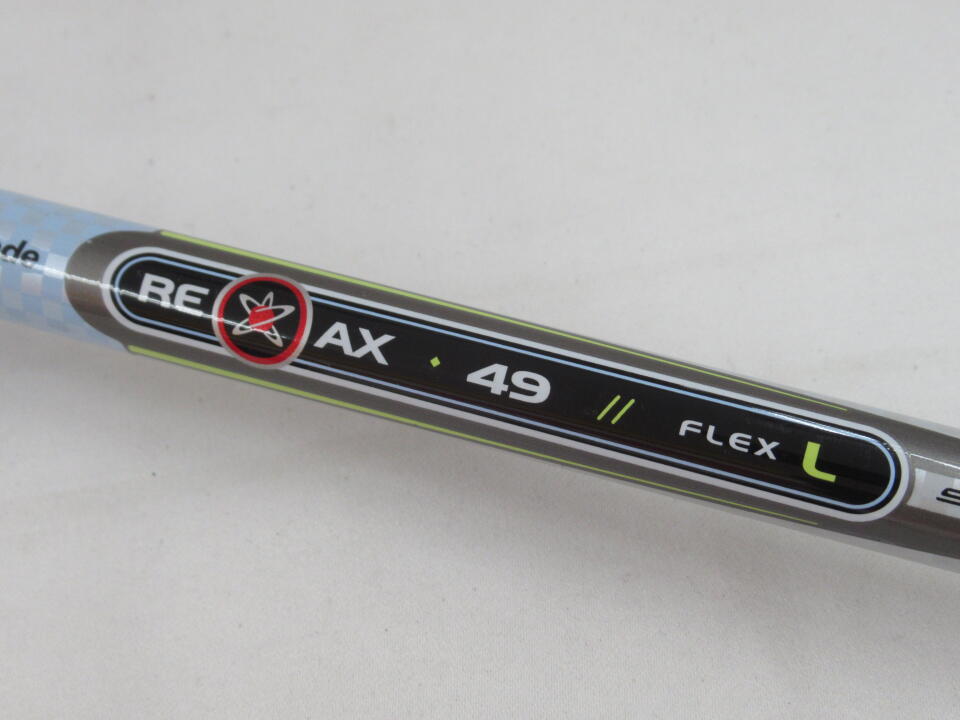 RE AX · 49 // FLEX L